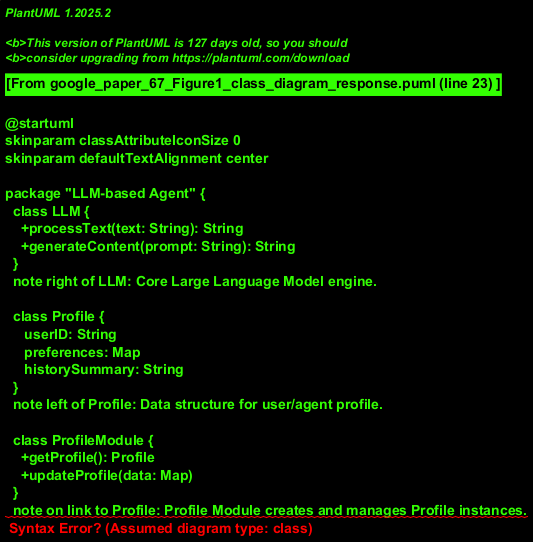 PlantUML 1.2025.2
<b>This version of PlantUML is 127 days old, so you should
<b>consider upgrading from https://plantuml.com/download
[From google_paper_67_Figure1_class_diagram_response.puml (line 23) ]
@startuml
skinparam classAttributeIconSize 0
skinparam defaultTextAlignment center
package "LLM-based Agent" {
class LLM {
+processText(text: String): String
+generateContent(prompt: String): String
}
note right of LLM: Core Large Language Model engine.
class Profile {
userID: String
preferences: Map
historySummary: String
}
note left of Profile: Data structure for user/agent profile.
class ProfileModule {
+getProfile(): Profile
+updateProfile(data: Map)
}
note on link to Profile: Profile Module creates and manages Profile instances.
Syntax Error? (Assumed diagram type: class)